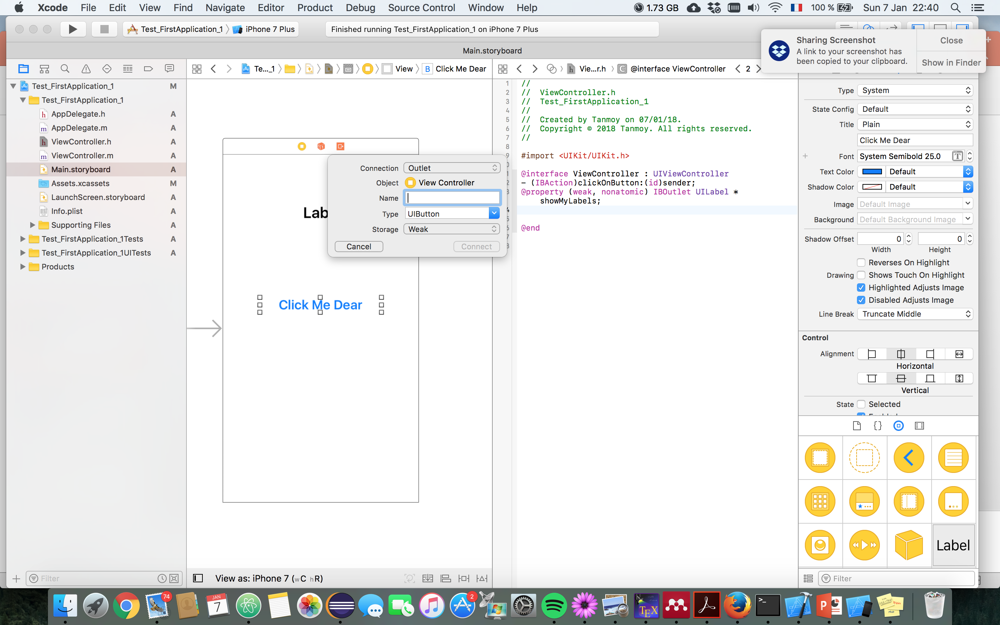 Xcode File Edit View Find Navigate Editor Product Debug Source Control Window Help 1.73 GB 100 % Sun 7 Jan 22:40
Test_FirstApplication_1 iPhone 7 Plus
Finished running Test_FirstApplication_1 on iPhone 7 Plus
Sharing Screenshot
A link to your screenshot has
been copied to your clipboard.
Close
Show in Finder
Main.storyboard
Te..._1 View B Click Me Dear
h Vie...r.h C @interface ViewController 2
Test_FirstApplication_1 M
Test_FirstApplication_1
h AppDelegate.h A
m AppDelegate.m A
h ViewController.h A
m ViewController.m A
Main.storyboard A
Assets.xcassets M
LaunchScreen.storyboard A
Info.plist A
Supporting Files A
Test_FirstApplication_1Tests A
Test_FirstApplication_1UITests A
Products
Filter
Lab
Click Me Dear
View as: iPhone 7 (wC hR)
Connection Outlet
Object View Controller
Name
Type UIButton
Storage Weak
Cancel Connect
1 //
2 // ViewController.h
3 // Test_FirstApplication_1
4 //
5 // Created by Tanmoy on 07/01/18.
6 // Copyright © 2018 Tanmoy. All rights reserved.
7 //
8
9 #import <UIKit/UIKit.h>
@interface ViewController : UIViewController
- (IBAction)clickOnButton:(id)sender;
@property (weak, nonatomic) IBOutlet UILabel *
showMyLabels;
@end
Type System
State Config Default
Title Plain
Click Me Dear
Font System Semibold 25.0 T
Text Color Default
Shadow Color Default
Image Default Image
Background Default Background Image
Shadow Offset 0 0
Width Height
Reverses On Highlight
Drawing Shows Touch On Highlight
Highlighted Adjusts Image
Disabled Adjusts Image
Line Break Truncate Middle
Control
Alignment
Horizontal
Vertical
State Selected
Label
Filter
74
JAN
7
2
TEX